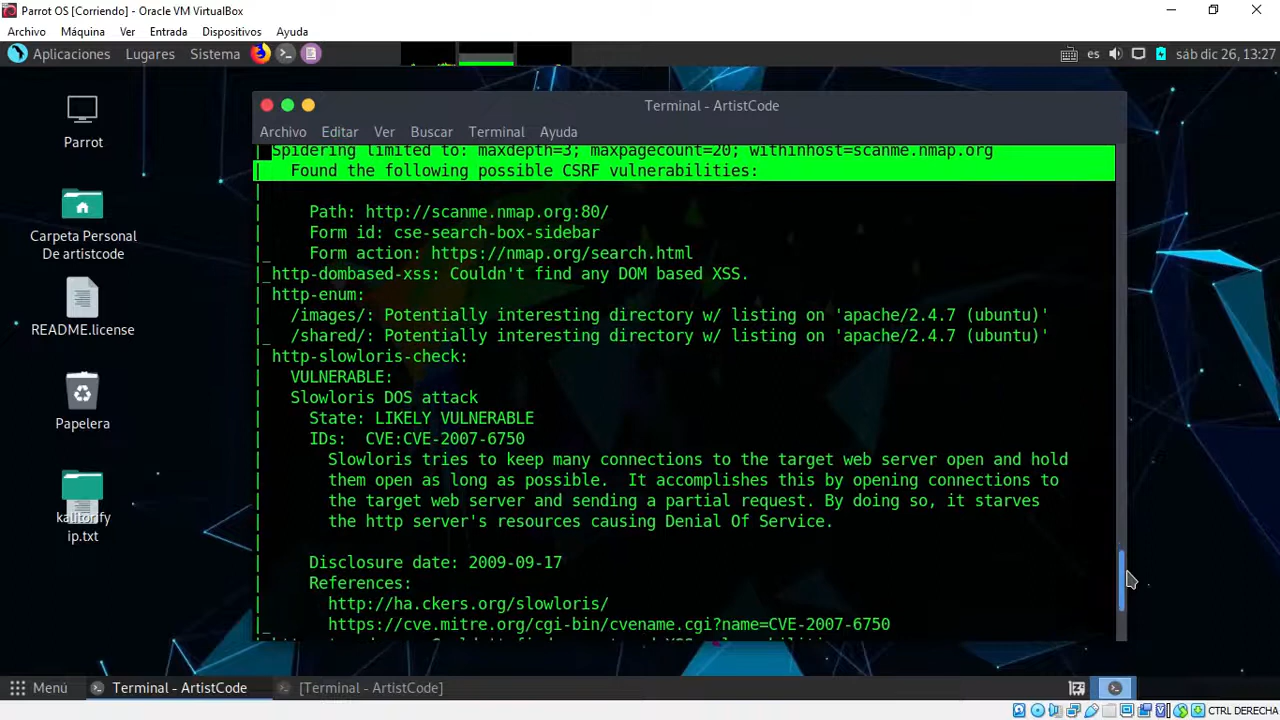 Parrot OS [Corriendo] - Oracle VM VirtualBox
Archivo Máquina Ver Entrada Dispositivos Ayuda
Aplicaciones Lugares Sistema es sáb dic 26, 13:27
Parrot
Carpeta Personal
De artistcode
README.license
Papelera
kalitorify
ip.txt
Terminal - ArtistCode
Archivo Editar Ver Buscar Terminal Ayuda
| Spidering limited to: maxdepth=3; maxpagecount=20; withinhost=scanme.nmap.org
|   Found the following possible CSRF vulnerabilities:
|
|     Path: http://scanme.nmap.org:80/
|     Form id: cse-search-box-sidebar
|_    Form action: https://nmap.org/search.html
|_http-dombased-xss: Couldn't find any DOM based XSS.
| http-enum:
|   /images/: Potentially interesting directory w/ listing on 'apache/2.4.7 (ubuntu)'
|_  /shared/: Potentially interesting directory w/ listing on 'apache/2.4.7 (ubuntu)'
| http-slowloris-check:
|   VULNERABLE:
|   Slowloris DOS attack
|     State: LIKELY VULNERABLE
|     IDs:  CVE:CVE-2007-6750
|       Slowloris tries to keep many connections to the target web server open and hold
|       them open as long as possible.  It accomplishes this by opening connections to
|       the target web server and sending a partial request. By doing so, it starves
|       the http server's resources causing Denial Of Service.
|
|     Disclosure date: 2009-09-17
|     References:
|       http://ha.ckers.org/slowloris/
|_      https://cve.mitre.org/cgi-bin/cvename.cgi?name=CVE-2007-6750
Menú Terminal - ArtistCode [Terminal - ArtistCode]
CTRL DERECHA